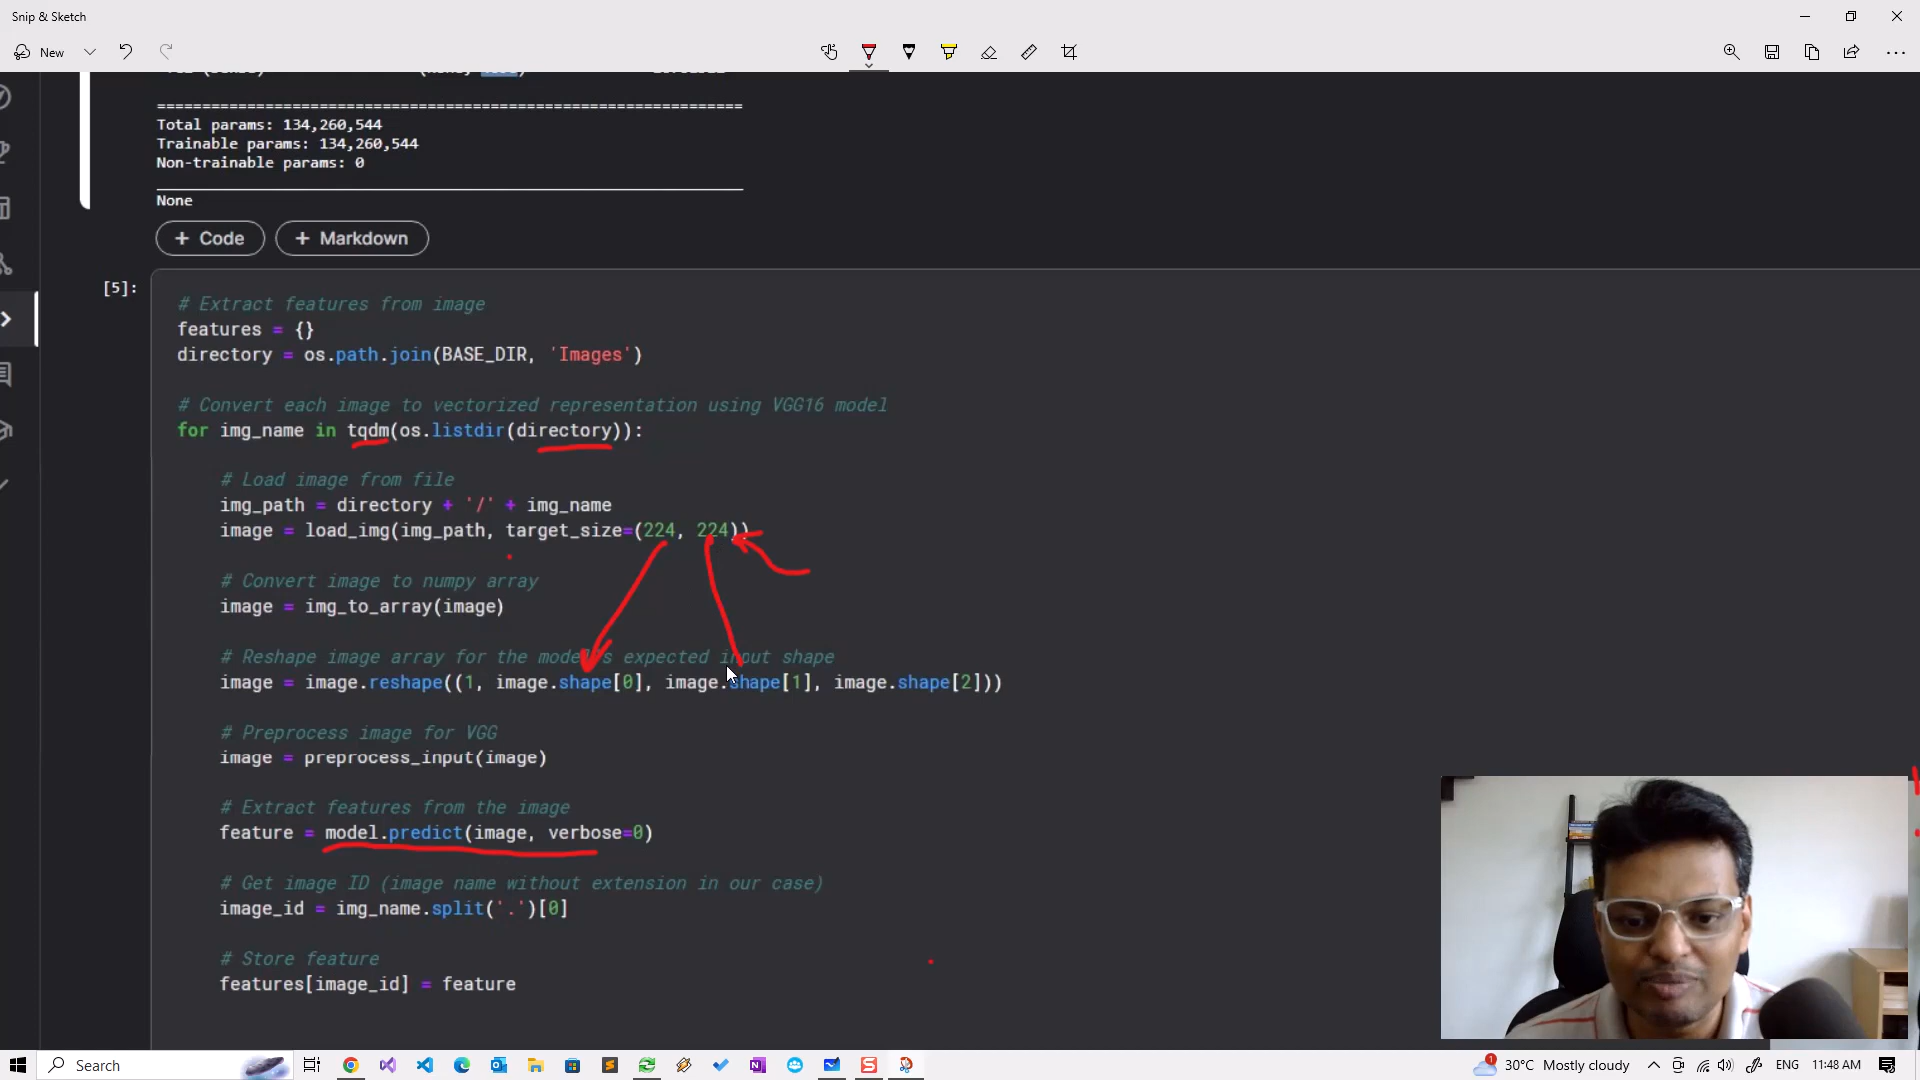 Snip & Sketch
New
Total params: 134,260,544
Trainable params: 134,260,544
Non-trainable params: 0
None
+ Code + Markdown
[5]:
# Extract features from image
features = {}
directory = os.path.join(BASE_DIR, 'Images')
# Convert each image to vectorized representation using VGG16 model
for img_name in tqdm(os.listdir(directory)):
# Load image from file
img_path = directory + '/' + img_name
image = load_img(img_path, target_size=(224, 224))
# Convert image to numpy array
image = img_to_array(image)
# Reshape image array for the model's expected input shape
image = image.reshape((1, image.shape[0], image.shape[1], image.shape[2]))
# Preprocess image for VGG
image = preprocess_input(image)
# Extract features from the image
feature = model.predict(image, verbose=0)
# Get image ID (image name without extension in our case)
image_id = img_name.split('.')[0]
# Store feature
features[image_id] = feature
Search
1
30°C Mostly cloudy
ENG
11:48 AM